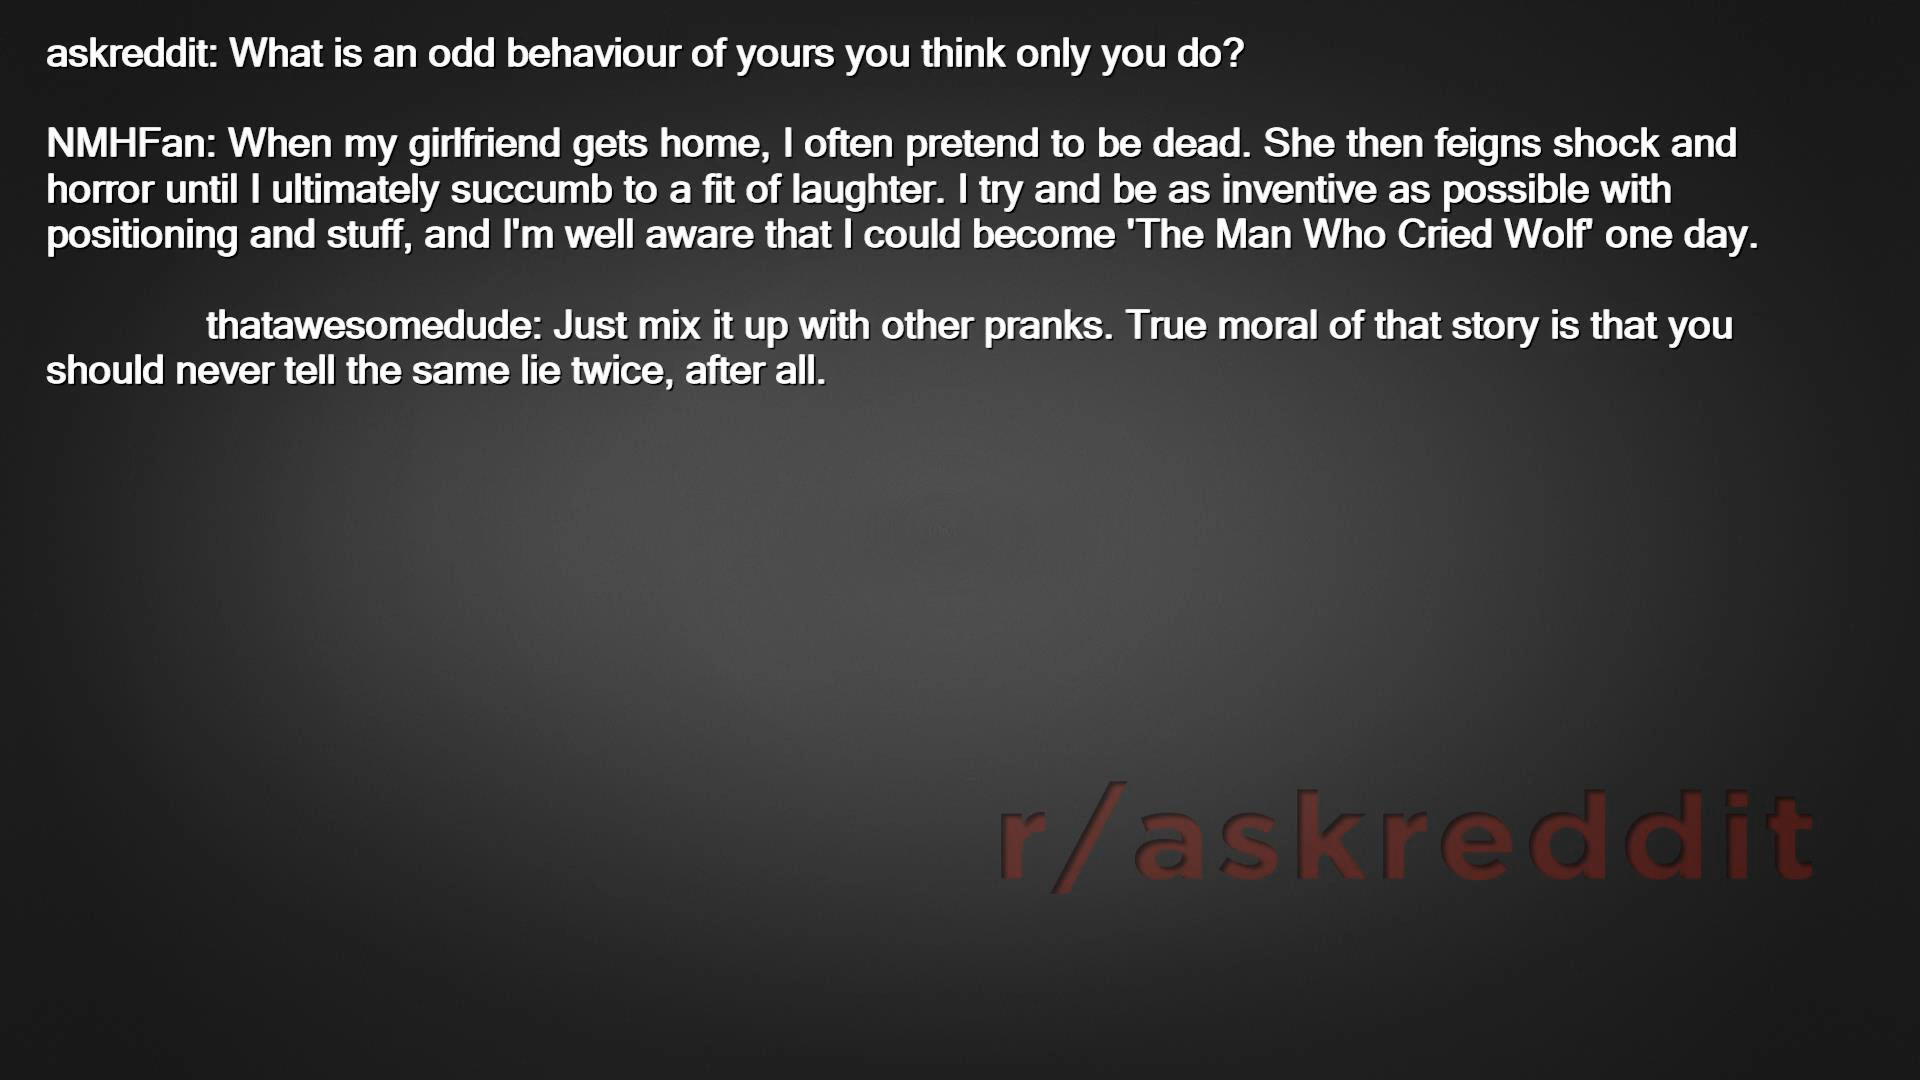 askreddit: What is an odd behaviour of yours you think only you do?
NMHFan: When my girlfriend gets home, I often pretend to be dead. She then feigns shock and
horror until I ultimately succumb to a fit of laughter. I try and be as inventive as possible with
positioning and stuff, and I'm well aware that I could become 'The Man Who Cried Wolf' one day.
thatawesomedude: Just mix it up with other pranks. True moral of that story is that you
should never tell the same lie twice, after all.
r/askreddit